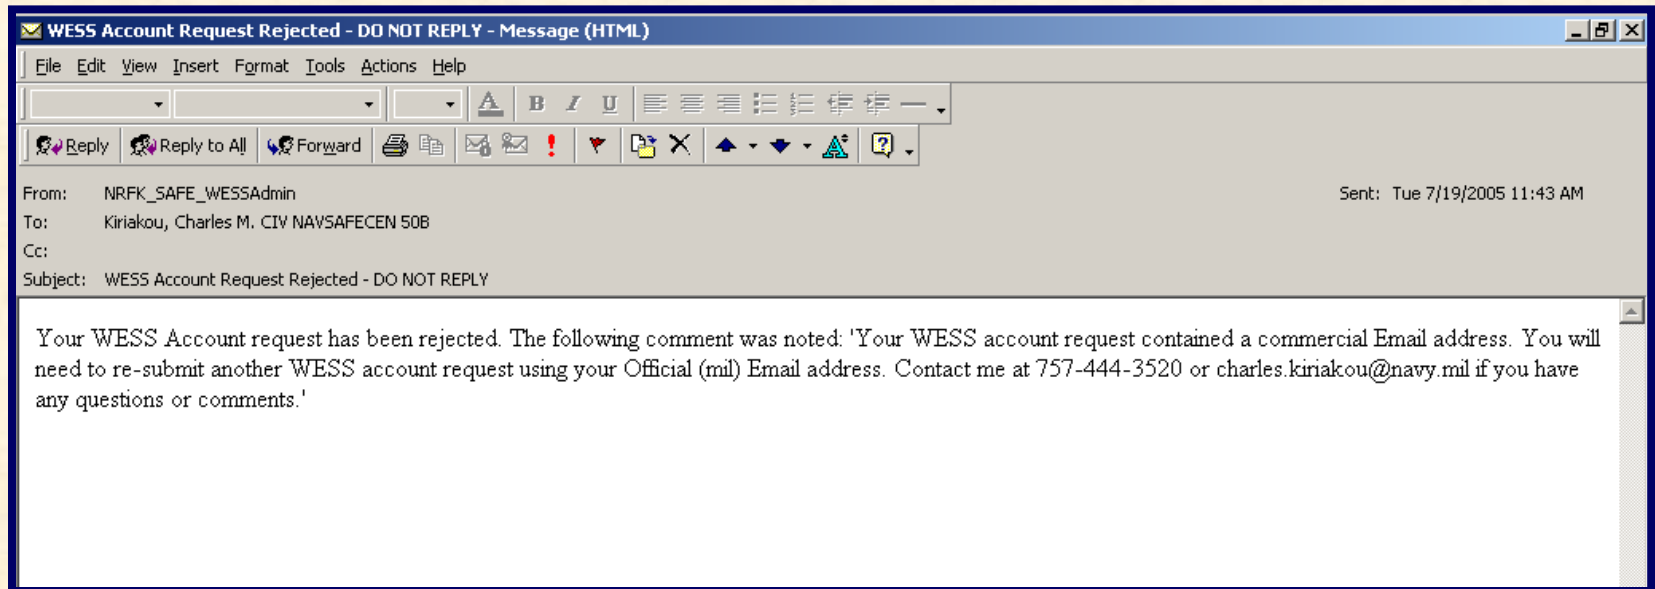 WESS Account Request Rejected - DO NOT REPLY - Message (HTML)
File Edit View Insert Format Tools Actions Help
A B I U
Reply Reply to All Forward
From: NRFK_SAFE_WESSAdmin Sent: Tue 7/19/2005 11:43 AM
To: Kiriakou, Charles M. CIV NAVSAFECEN 50B
Cc:
Subject: WESS Account Request Rejected - DO NOT REPLY
Your WESS Account request has been rejected. The following comment was noted: 'Your WESS account request contained a commercial Email address. You will
need to re-submit another WESS account request using your Official (mil) Email address. Contact me at 757-444-3520 or charles.kiriakou@navy.mil if you have
any questions or comments.'